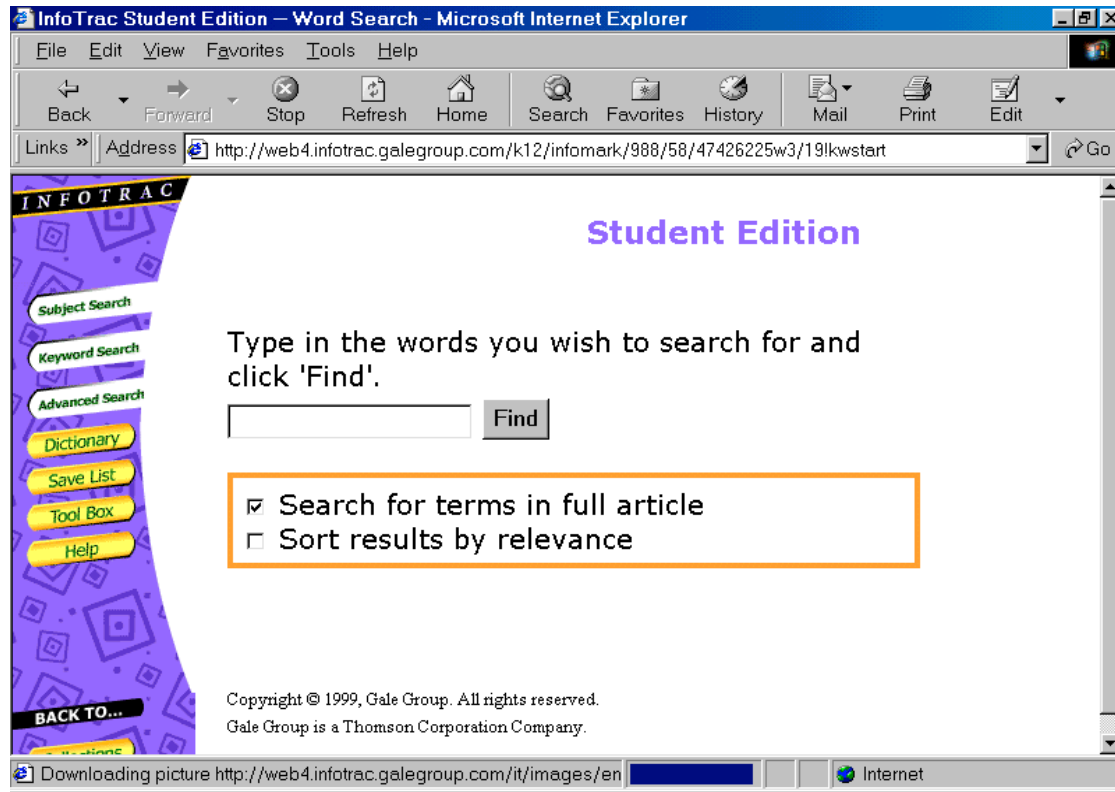 InfoTrac Student Edition — Word Search - Microsoft Internet Explorer
File Edit View Favorites Tools Help
Back Forward Stop Refresh Home Search Favorites History Mail Print Edit
Links » Address http://web4.infotrac.galegroup.com/k12/infomark/988/58/47426225w3/19!kwstart Go
INFOTRAC
Student Edition
Subject Search
Keyword Search
Advanced Search
Dictionary
Save List
Tool Box
Help
Type in the words you wish to search for and
click 'Find'.
Find
Search for terms in full article
Sort results by relevance
BACK TO...
Copyright © 1999, Gale Group. All rights reserved.
Gale Group is a Thomson Corporation Company.
Downloading picture http://web4.infotrac.galegroup.com/it/images/en Internet